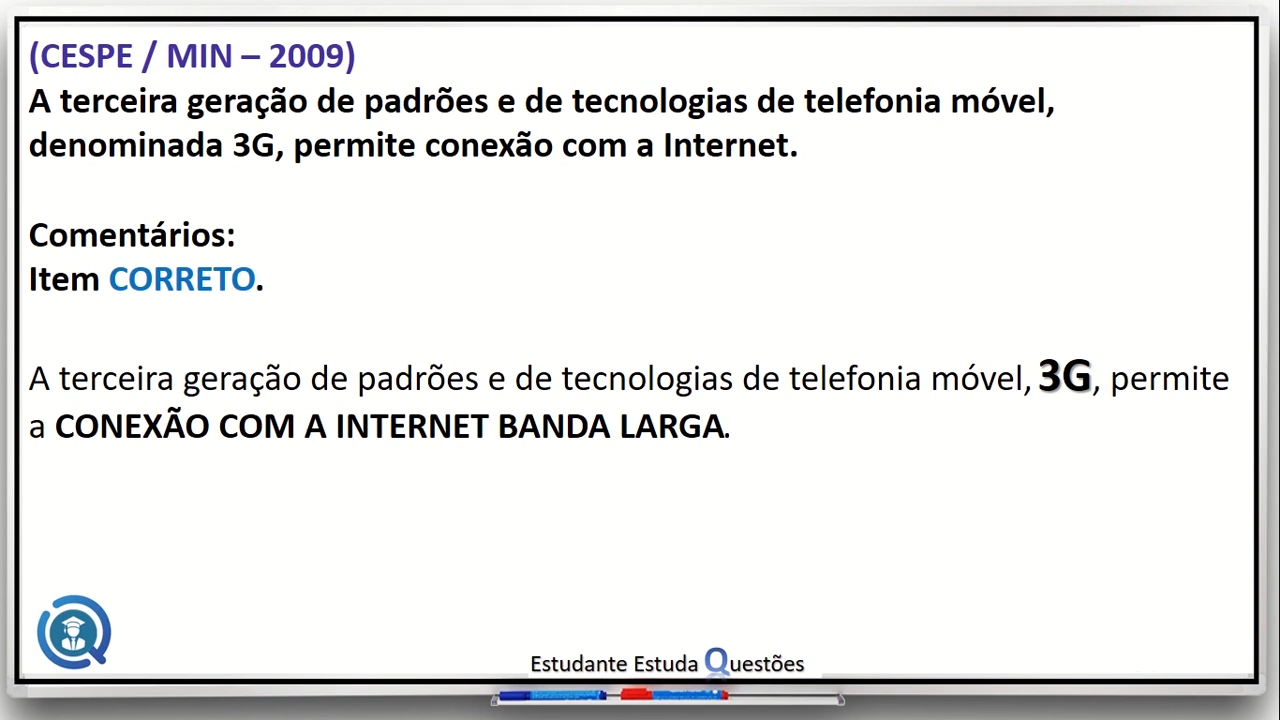 (CESPE / MIN – 2009)
A terceira geração de padrões e de tecnologias de telefonia móvel,
denominada 3G, permite conexão com a Internet.
Comentários:
Item CORRETO.
A terceira geração de padrões e de tecnologias de telefonia móvel, 3G, permite
a CONEXÃO COM A INTERNET BANDA LARGA.
Estudante Estuda Questões